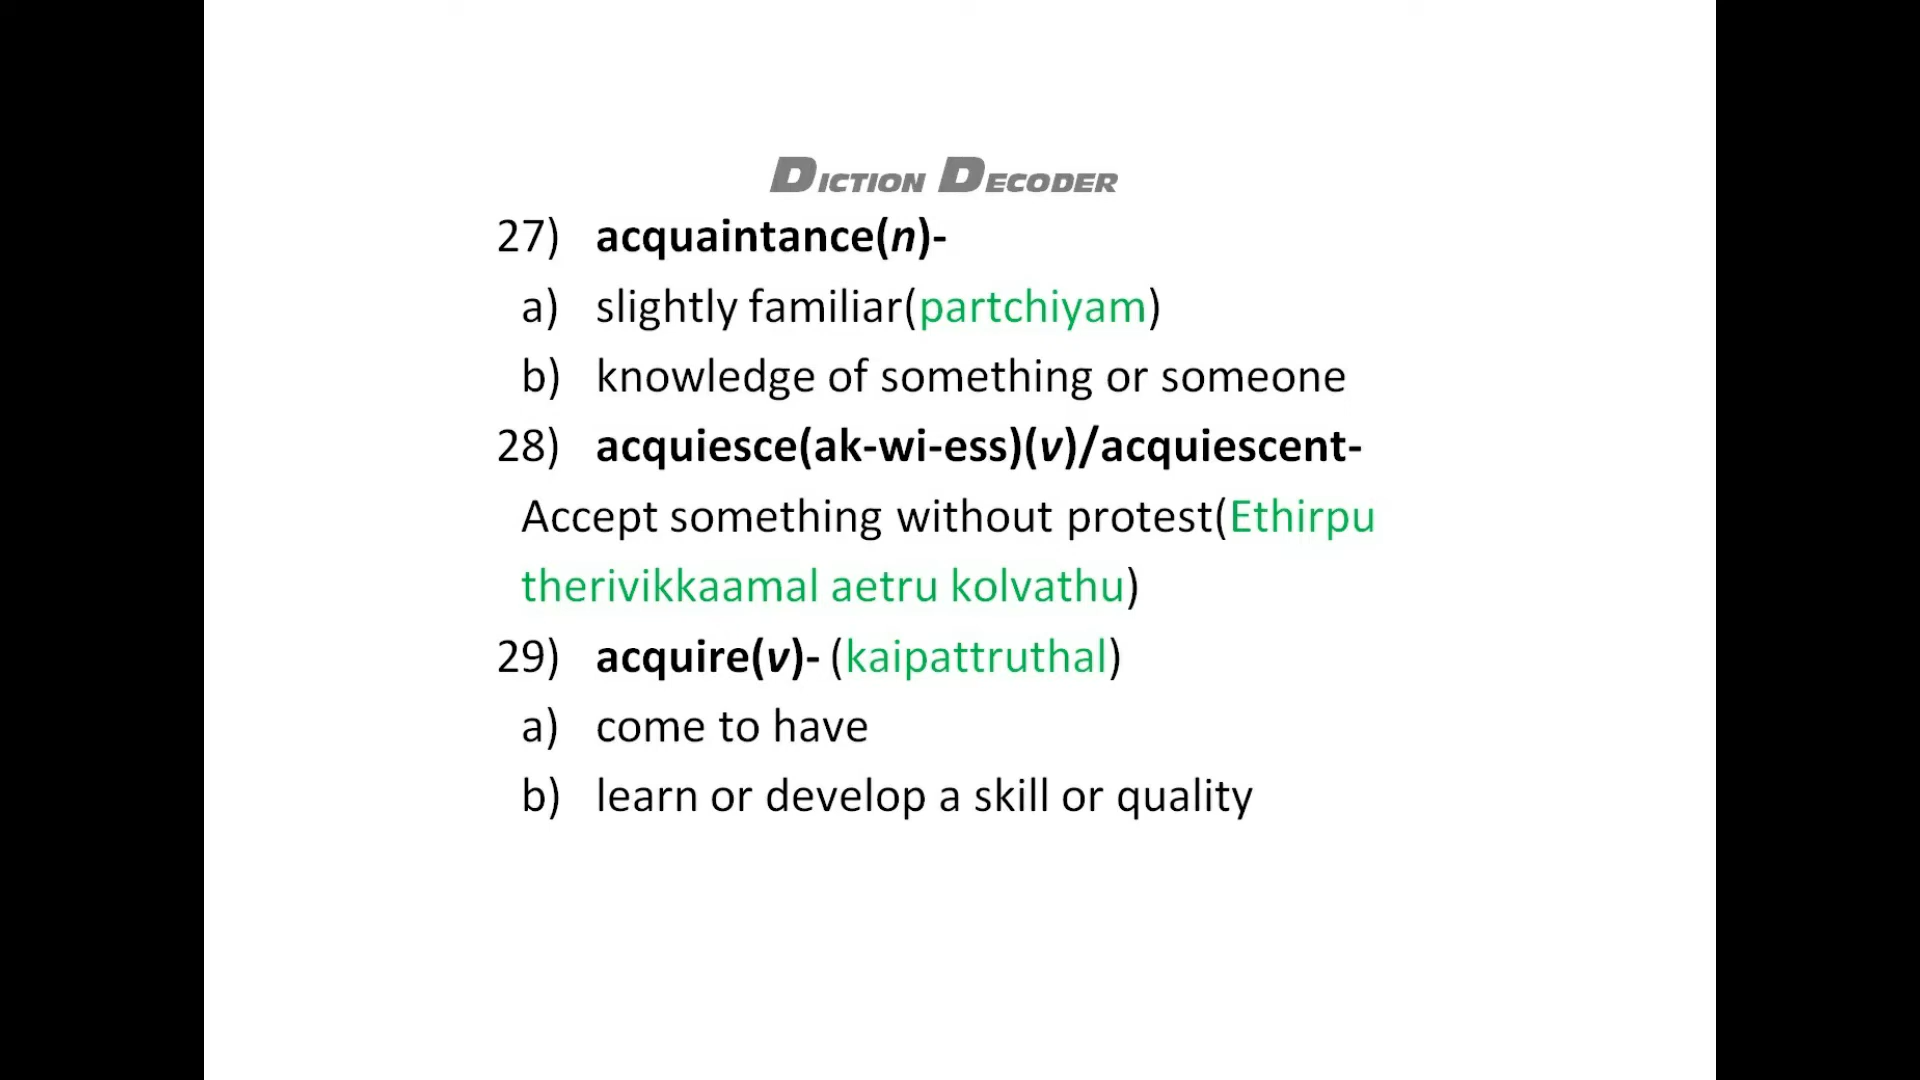 DICTION DECODER
27) acquaintance(n)-
a) slightly familiar(partchiyam)
b) knowledge of something or someone
28) acquiesce(ak-wi-ess)(v)/acquiescent-
Accept something without protest(Ethirpu
therivikkaamal aetru kolvathu)
29) acquire(v)- (kaipattruthal)
a) come to have
b) learn or develop a skill or quality